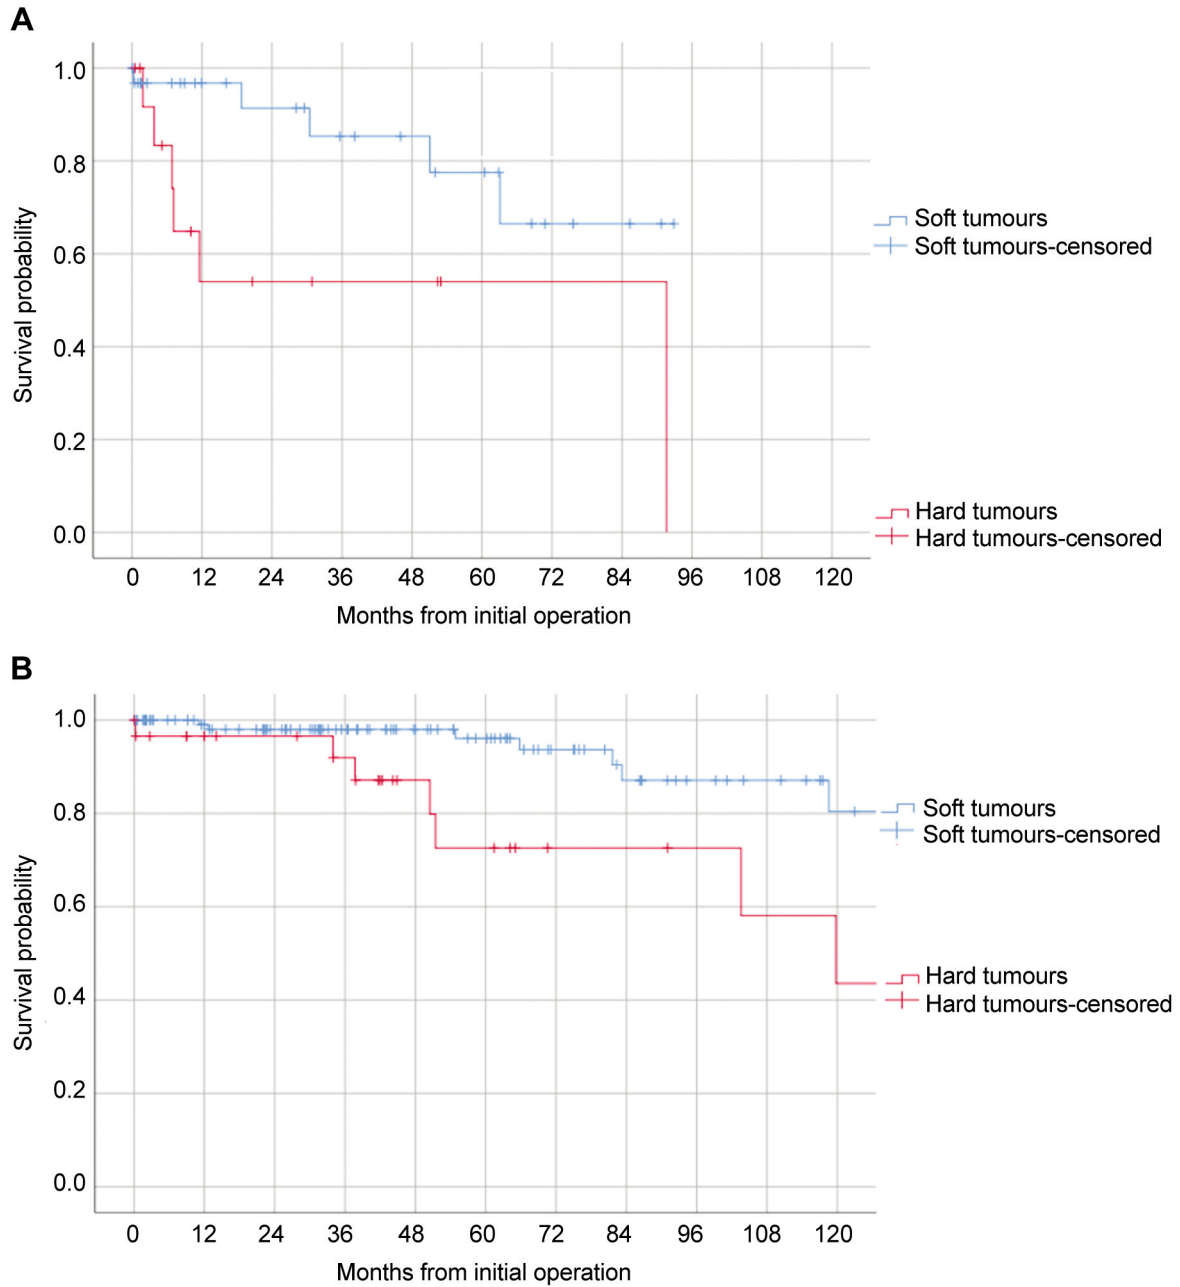 A
1.0
0.8
0.6
0.4
0.2
0.0
Survival probability
0 12 24 36 48 60 72 84 96 108 120
Months from initial operation
Soft tumours
Soft tumours-censored
Hard tumours
Hard tumours-censored
B
1.0
0.8
0.6
0.4
0.2
0.0
Survival probability
0 12 24 36 48 60 72 84 96 108 120
Months from initial operation
Soft tumours
Soft tumours-censored
Hard tumours
Hard tumours-censored